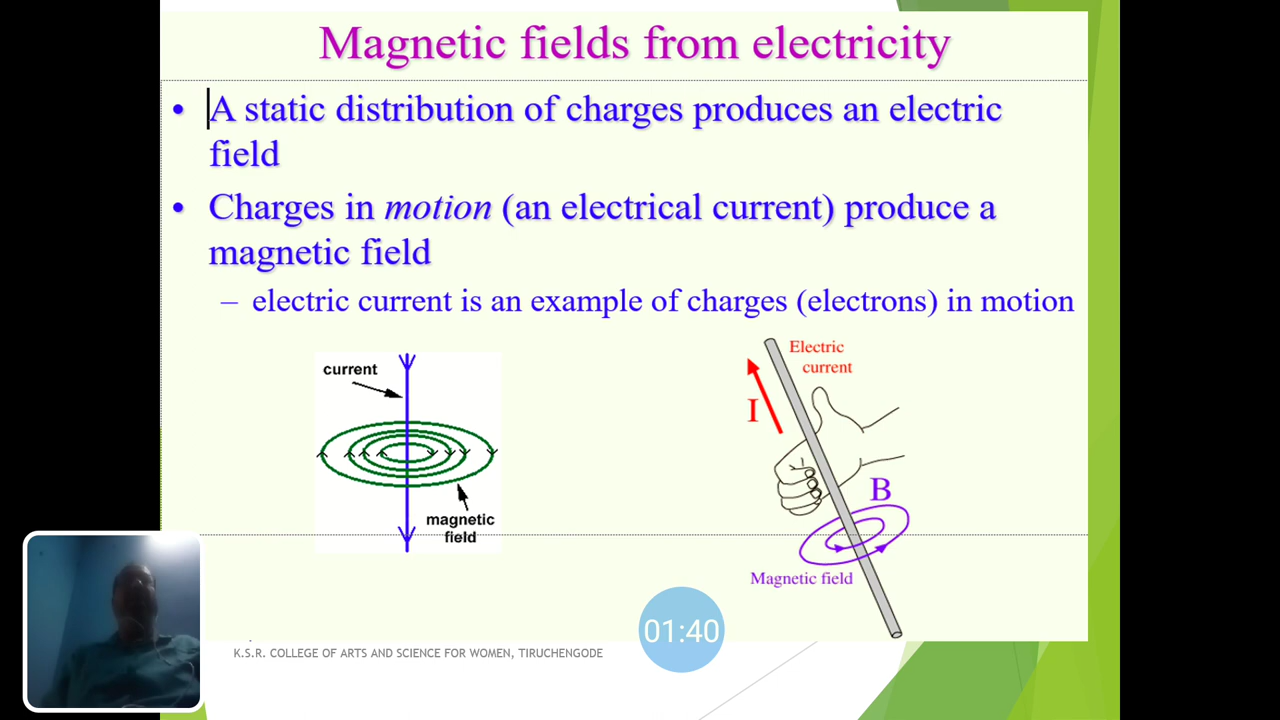 Magnetic fields from electricity
• A static distribution of charges produces an electric
field
• Charges in motion (an electrical current) produce a
magnetic field
– electric current is an example of charges (electrons) in motion
current
magnetic
field
Electric
current
I
B
Magnetic field
01:40
K.S.R. COLLEGE OF ARTS AND SCIENCE FOR WOMEN, TIRUCHENGODE